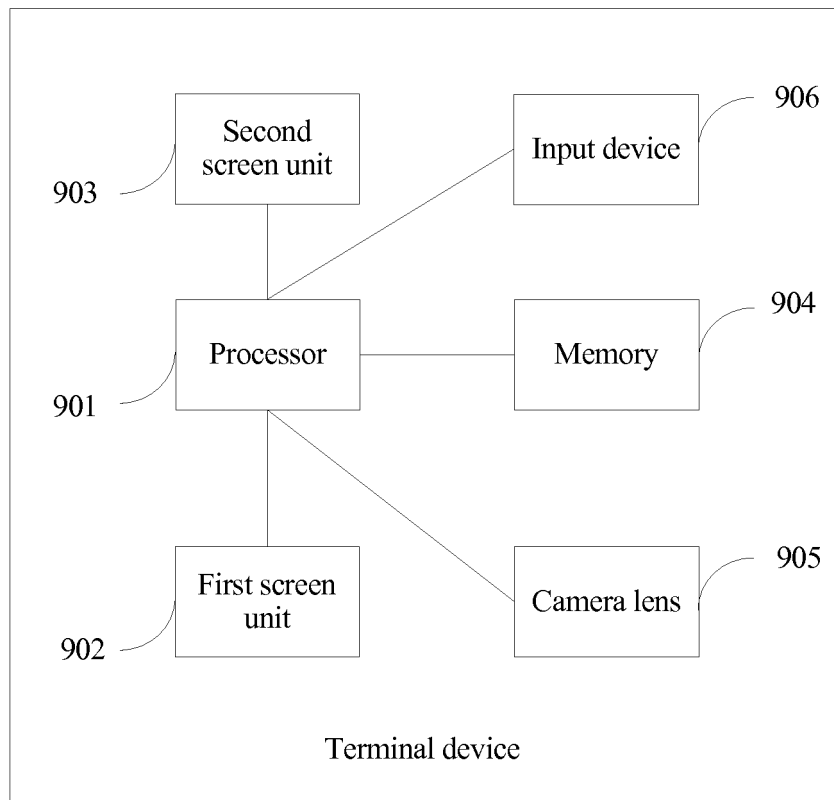 906
Second
screen unit
Input device
903
904
Processor
Memory
901
905
First screen
unit
Camera lens
902
Terminal device